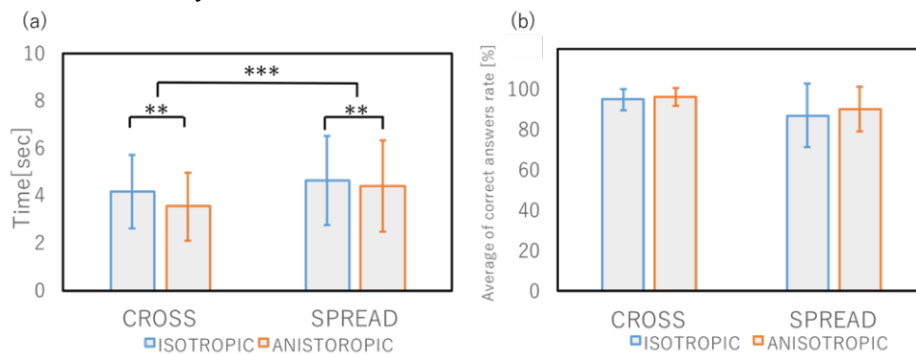 (a)
10
8
6
4
2
0
Time[sec]
***
**
**
CROSS
SPREAD
ISOTROPIC
ANISTOROPIC
(b)
100
80
60
40
20
0
Average of correct answers rate [%]
CROSS
SPREAD
ISOTROPIC
ANISOTROPIC